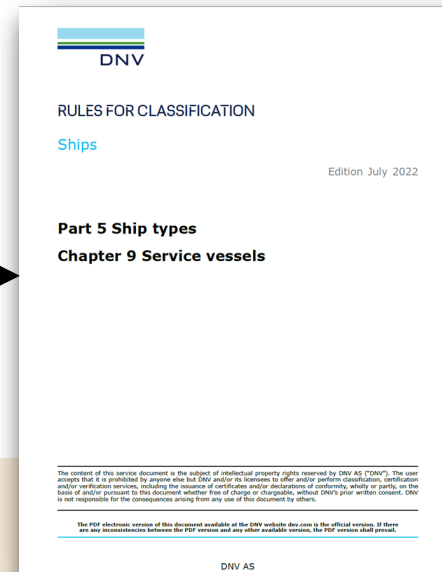 DNV
RULES FOR CLASSIFICATION
Ships
Edition July 2022
Part 5 Ship types
Chapter 9 Service vessels
The content of this service document is the subject of intellectual property rights reserved by DNV AS ("DNV"). The user
accepts that it is prohibited by anyone else but DNV and/or its licensees to offer and/or perform classification, certification
and/or verification services, including the issuance of certificates and/or declarations of conformity, wholly or partly, on the
basis of and/or pursuant to this document whether free of charge or chargeable, without DNV's prior written consent. DNV
is not responsible for the consequences arising from any use of this document by others.
The PDF electronic version of this document available at the DNV website dnv.com is the official version. If there
are any inconsistencies between the PDF version and any other available version, the PDF version shall prevail.
DNV AS